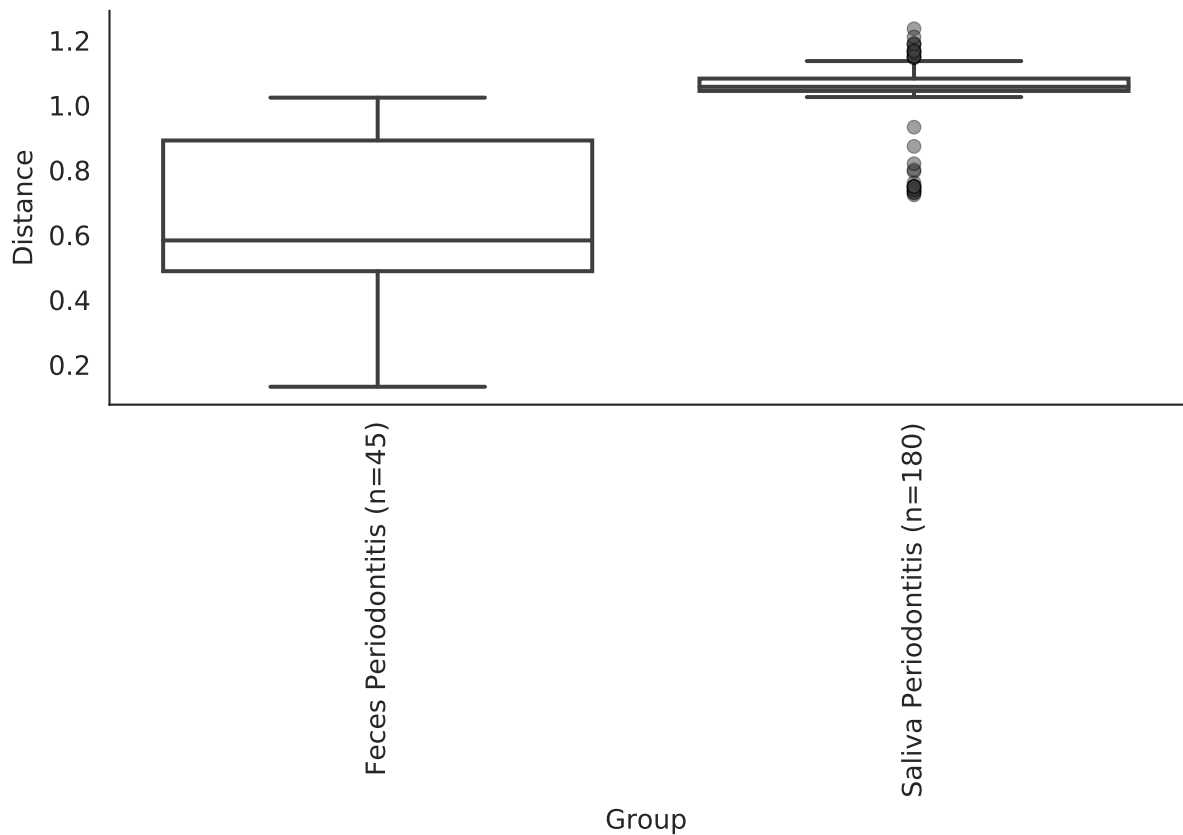 1.2
1.0
0.8
0.6
0.4
0.2
Distance
Feces Periodontitis (n=45)
Saliva Periodontitis (n=180)
Group